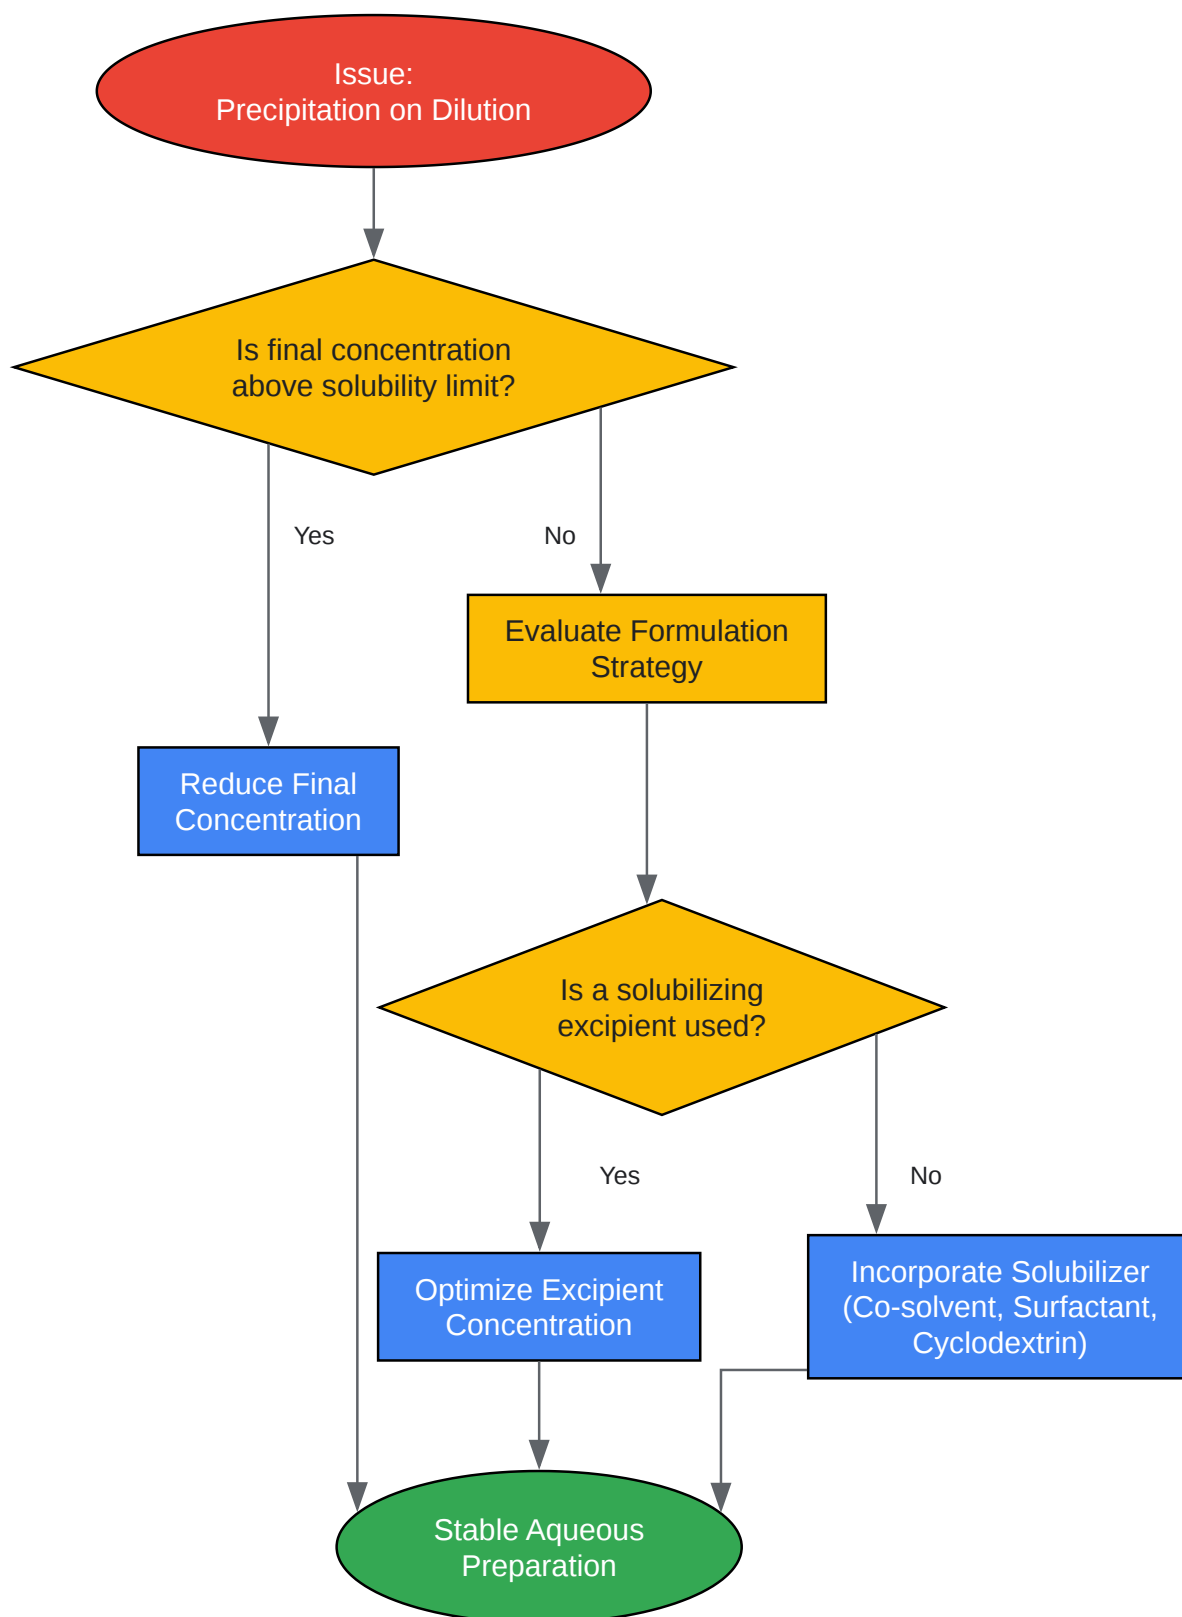 Issue:
Precipitation on Dilution
Is final concentration
above solubility limit?
Yes
No
Evaluate Formulation
Strategy
Reduce Final
Concentration
Is a solubilizing
excipient used?
Yes
No
Optimize Excipient
Concentration
Incorporate Solubilizer
(Co-solvent, Surfactant,
Cyclodextrin)
Stable Aqueous
Preparation